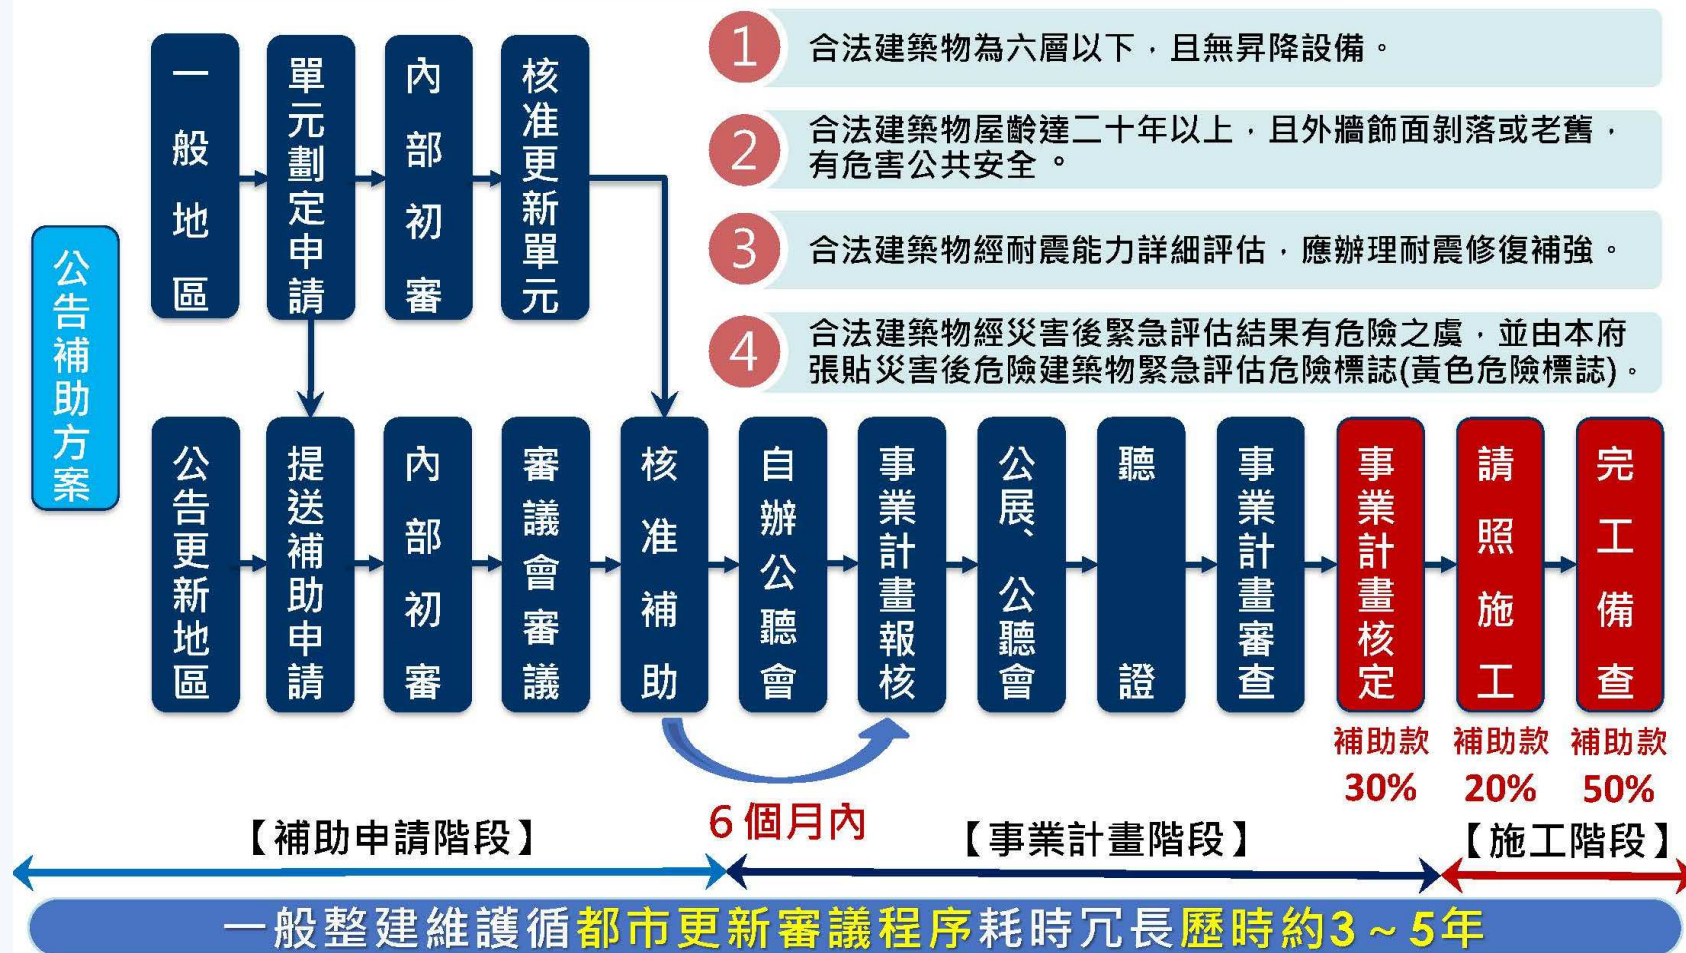 公告補助方案
一般地區
單元劃定申請
內部初審
核准更新單元
1
合法建築物為六層以下，且無昇降設備。
2
合法建築物屋齡達二十年以上，且外牆飾面剝落或老舊，
有危害公共安全。
3
合法建築物經耐震能力詳細評估，應辦理耐震修復補強。
4
合法建築物經災害後緊急評估結果有危險之虞，並由本府
張貼災害後危險建築物緊急評估危險標誌(黃色危險標誌)。
公告更新地區
提送補助申請
內部初審
審議會審議
核准補助
自辦公聽會
事業計畫報核
公展、公聽會
聽證
事業計畫審查
事業計畫核定
請照施工
完工備查
補助款
30%
補助款
20%
補助款
50%
6個月內
【補助申請階段】
【事業計畫階段】
【施工階段】
一般整建維護循都市更新審議程序耗時冗長歷時約3～5年